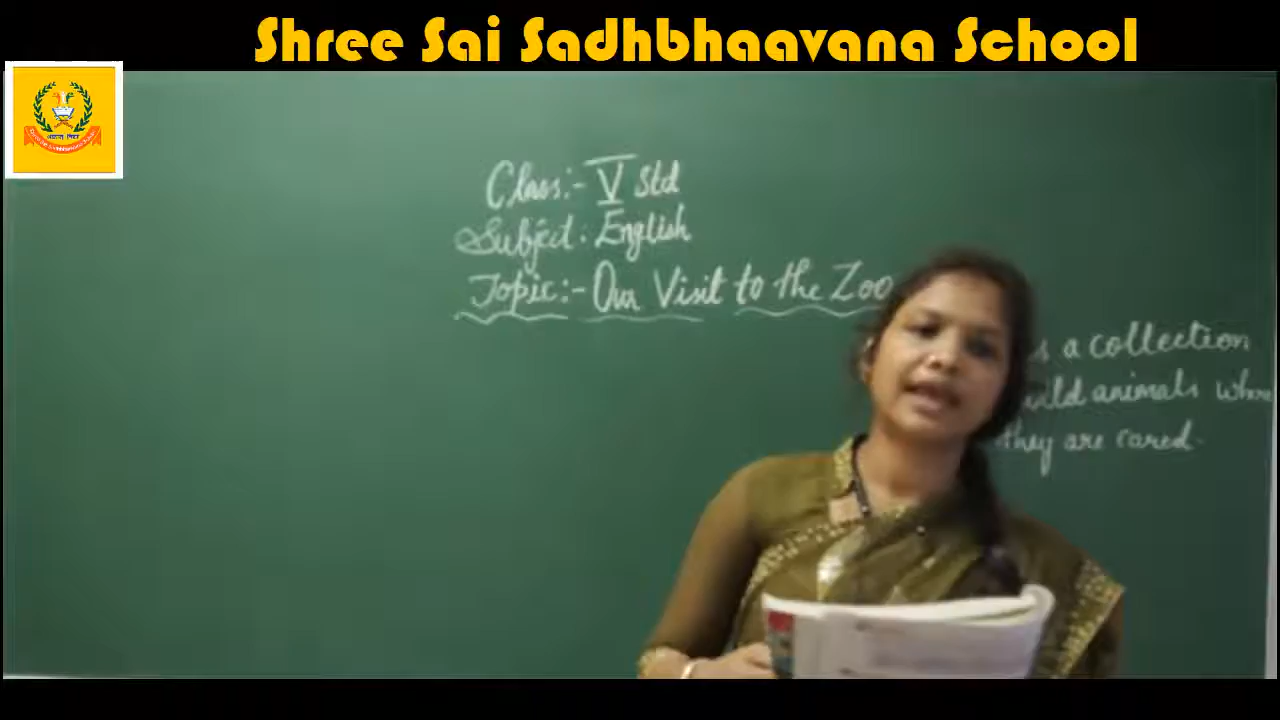 Shree Sai Sadhbhaavana School
Class:- V Std
Subject: English
Topic:- Our Visit to the Zoo
a collection
wild animals where
they are cared.